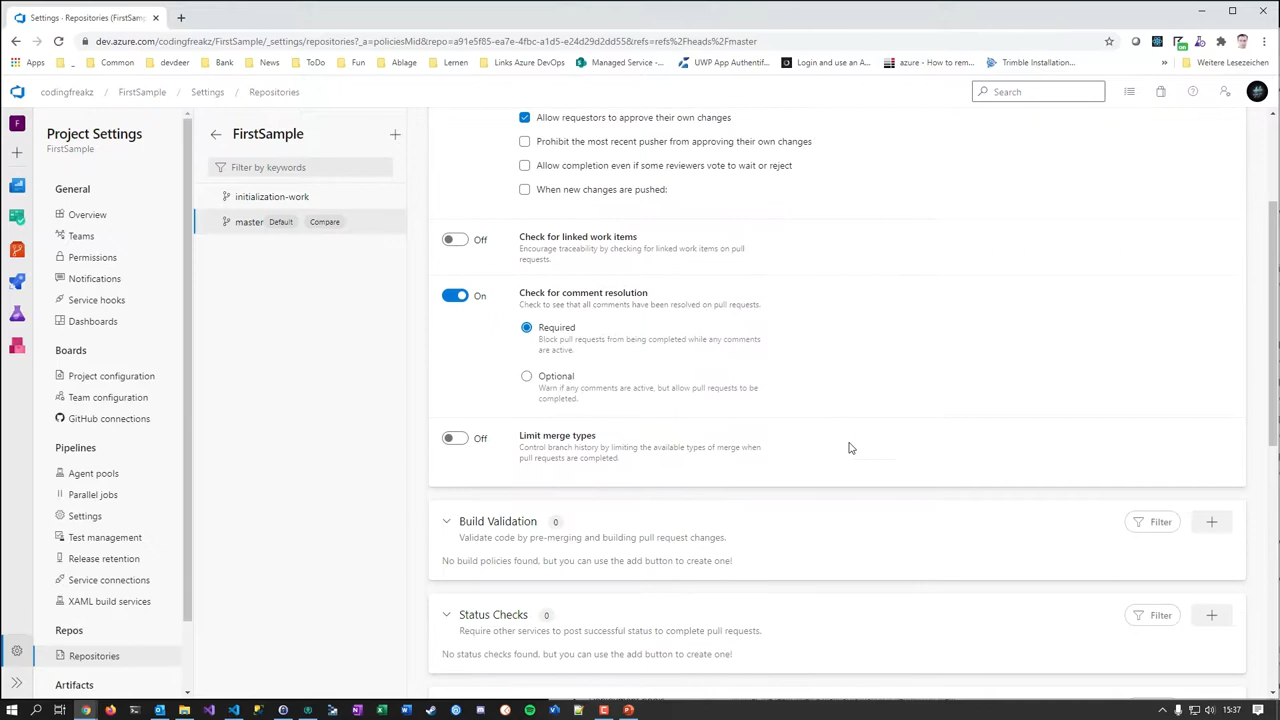 Settings - Repositories (FirstSamp
dev.azure.com/codingfreakz/FirstSample/_settings/repositories?_a=policiesMid&repo=a91e5f85-ea7e-4fbc-a1d5-e24d29d2dd55&refs=refs%2Fheads%2Fmaster
Apps
_
Common
devdeer
Bank
News
ToDo
Fun
Ablage
Lernen
Links Azure DevOps
Managed Service -...
UWP App Authentif...
Login and use an A...
azure - How to rem...
Trimble Installation...
»
Weitere Lesezeichen
codingfreakz
FirstSample
Settings
Repositories
Search
Project Settings
FirstSample
General
Overview
Teams
Permissions
Notifications
Service hooks
Dashboards
Boards
Project configuration
Team configuration
GitHub connections
Pipelines
Agent pools
Parallel jobs
Settings
Test management
Release retention
Service connections
XAML build services
Repos
Repositories
Artifacts
FirstSample
Filter by keywords
initialization-work
master Default Compare
Allow requestors to approve their own changes
Prohibit the most recent pusher from approving their own changes
Allow completion even if some reviewers vote to wait or reject
When new changes are pushed:
Off
Check for linked work items
Encourage traceability by checking for linked work items on pull
requests.
On
Check for comment resolution
Check to see that all comments have been resolved on pull requests.
Required
Block pull requests from being completed while any comments
are active.
Optional
Warn if any comments are active, but allow pull requests to be
completed.
Off
Limit merge types
Control branch history by limiting the available types of merge when
pull requests are completed.
Build Validation 0
Filter
Validate code by pre-merging and building pull request changes.
No build policies found, but you can use the add button to create one!
Status Checks 0
Filter
Require other services to post successful status to complete pull requests.
No status checks found, but you can use the add button to create one!
15:37